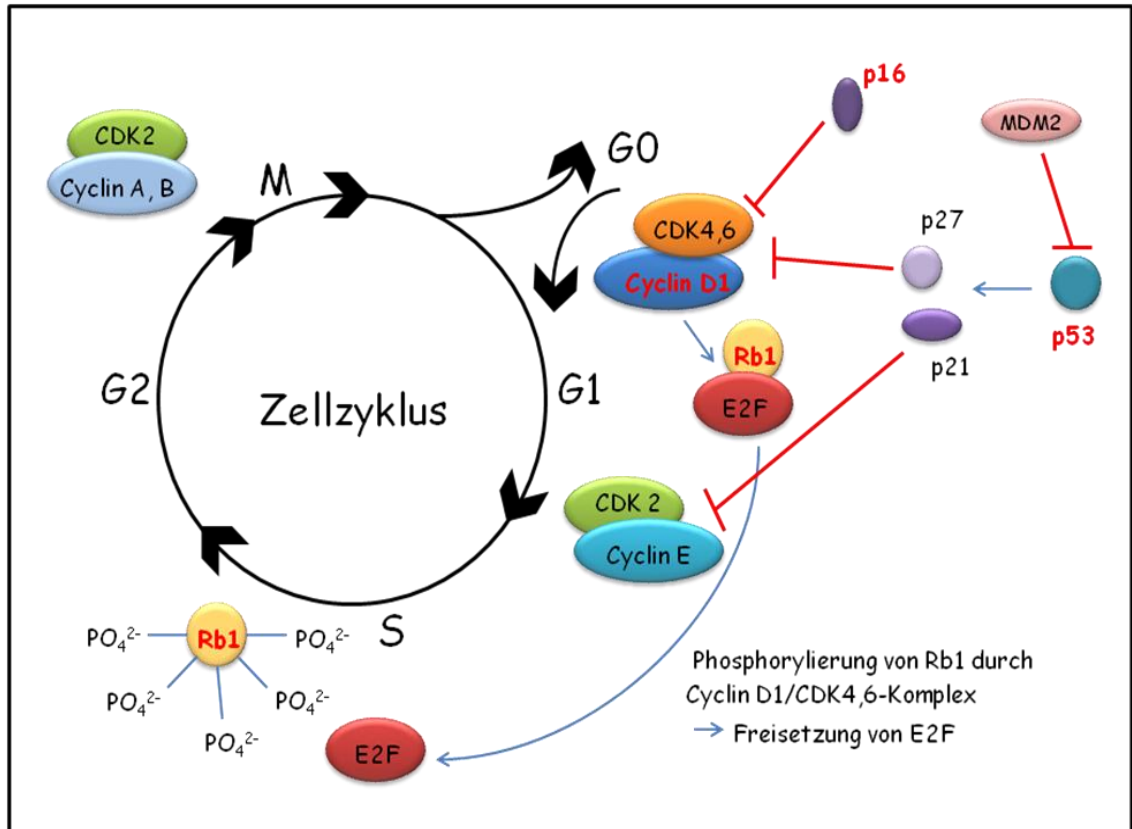 p16
MDM2
CDK2
Cyclin A, B
M
G0
CDK4,6
Cyclin D1
p27
p53
p21
Rb1
E2F
G2
Zellzyklus
G1
CDK 2
Cyclin E
S
PO₄²⁻
Rb1
PO₄²⁻
PO₄²⁻
PO₄²⁻
PO₄²⁻
E2F
Phosphorylierung von Rb1 durch
Cyclin D1/CDK4,6-Komplex
→ Freisetzung von E2F